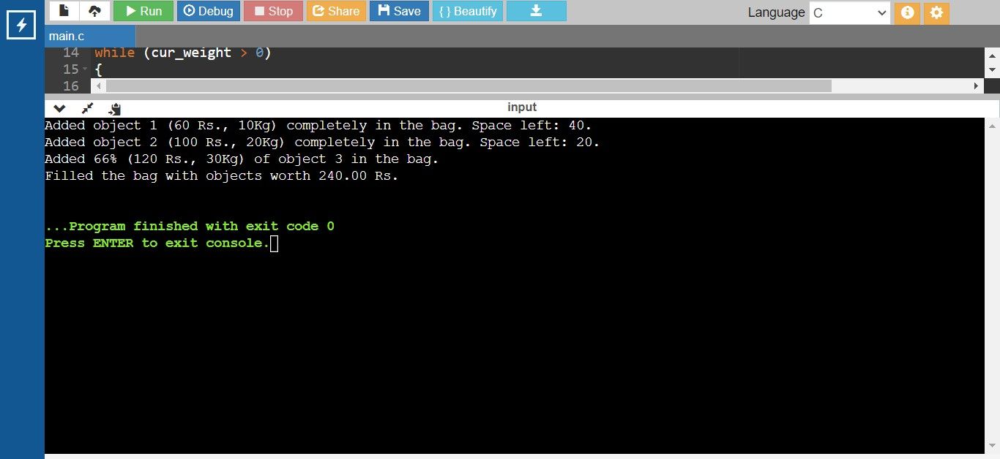 Run Debug Stop Share Save { } Beautify Language C
main.c
14 while (cur_weight > 0)
15 {
16
input
Added object 1 (60 Rs., 10Kg) completely in the bag. Space left: 40.
Added object 2 (100 Rs., 20Kg) completely in the bag. Space left: 20.
Added 66% (120 Rs., 30Kg) of object 3 in the bag.
Filled the bag with objects worth 240.00 Rs.
...Program finished with exit code 0
Press ENTER to exit console.